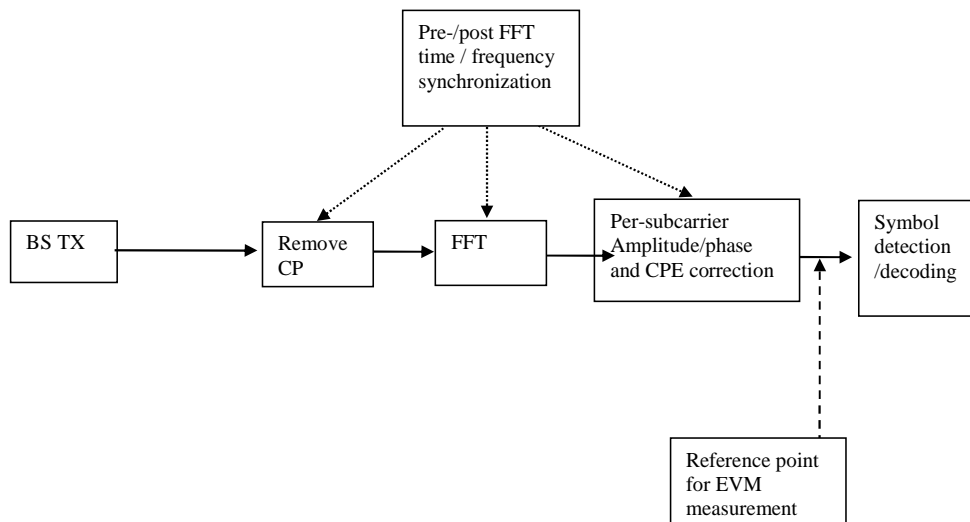 Pre-/post FFT
time / frequency
synchronization
BS TX
Remove
CP
FFT
Per-subcarrier
Amplitude/phase
and CPE correction
Symbol
detection
/decoding
Reference point
for EVM
measurement